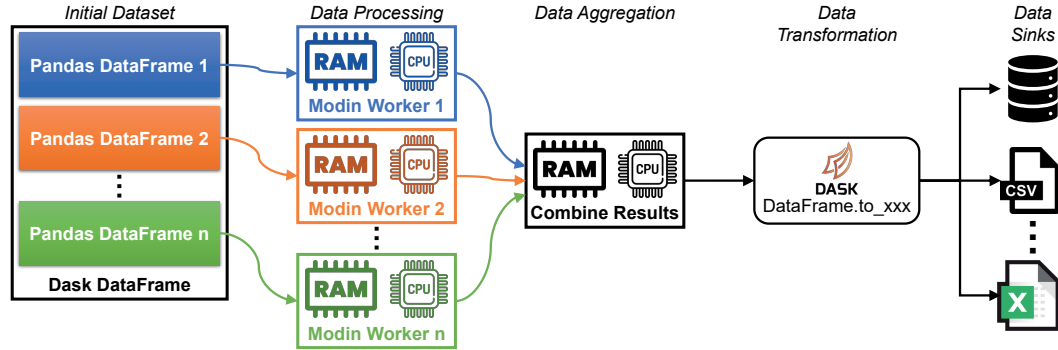 Initial Dataset
Data Processing
Data Aggregation
Data
Transformation
Data
Sinks
Pandas DataFrame 1
Pandas DataFrame 2
Pandas DataFrame n
Dask DataFrame
RAM
CPU
Modin Worker 1
RAM
CPU
Modin Worker 2
RAM
CPU
Modin Worker n
RAM
CPU
Combine Results
DASK
DataFrame.to_xxx
CSV
X